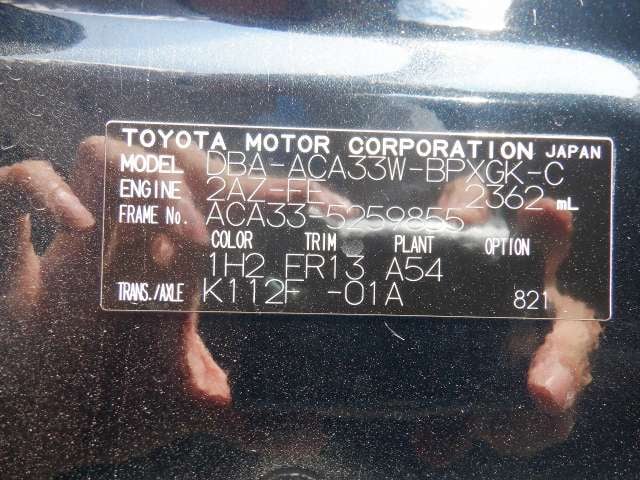 TOYOTA MOTOR CORPORATION JAPAN
MODEL DBA-ACA33W-BPXGK-C
ENGINE 2AZ-FE 2362 mL
FRAME No. ACA33-5259855
COLOR TRIM PLANT OPTION
1H2 FR13 A54
TRANS./AXLE K112F -01A 821